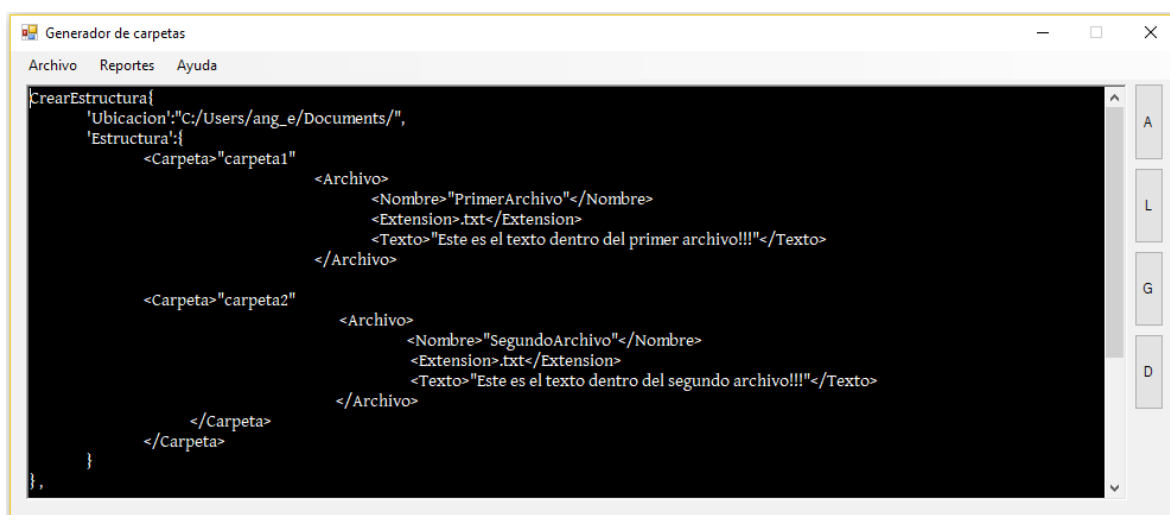 Generador de carpetas
Archivo Reportes Ayuda
CrearEstructura{
'Ubicacion':"C:/Users/ang_e/Documents/",
'Estructura':{
<Carpeta>"carpeta1"
<Archivo>
<Nombre>"PrimerArchivo"</Nombre>
<Extension>.txt</Extension>
<Texto>"Este es el texto dentro del primer archivo!!!"</Texto>
</Archivo>
<Carpeta>"carpeta2"
<Archivo>
<Nombre>"SegundoArchivo"</Nombre>
<Extension>.txt</Extension>
<Texto>"Este es el texto dentro del segundo archivo!!!"</Texto>
</Archivo>
</Carpeta>
</Carpeta>
}
},
A
L
G
D